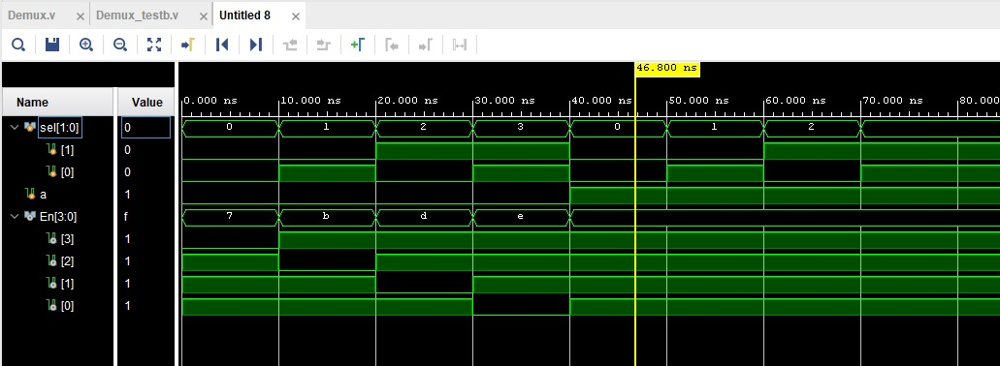 Demux.v × Demux_testb.v × Untitled 8 ×
46.800 ns
Name Value 0.000 ns 10.000 ns 20.000 ns 30.000 ns 40.000 ns 50.000 ns 60.000 ns 70.000 ns 80.000
sel[1:0] 0 0 1 2 3 0 1 2
[1] 0
[0] 0
a 1
En[3:0] f 7 b d e
[3] 1
[2] 1
[1] 1
[0] 1